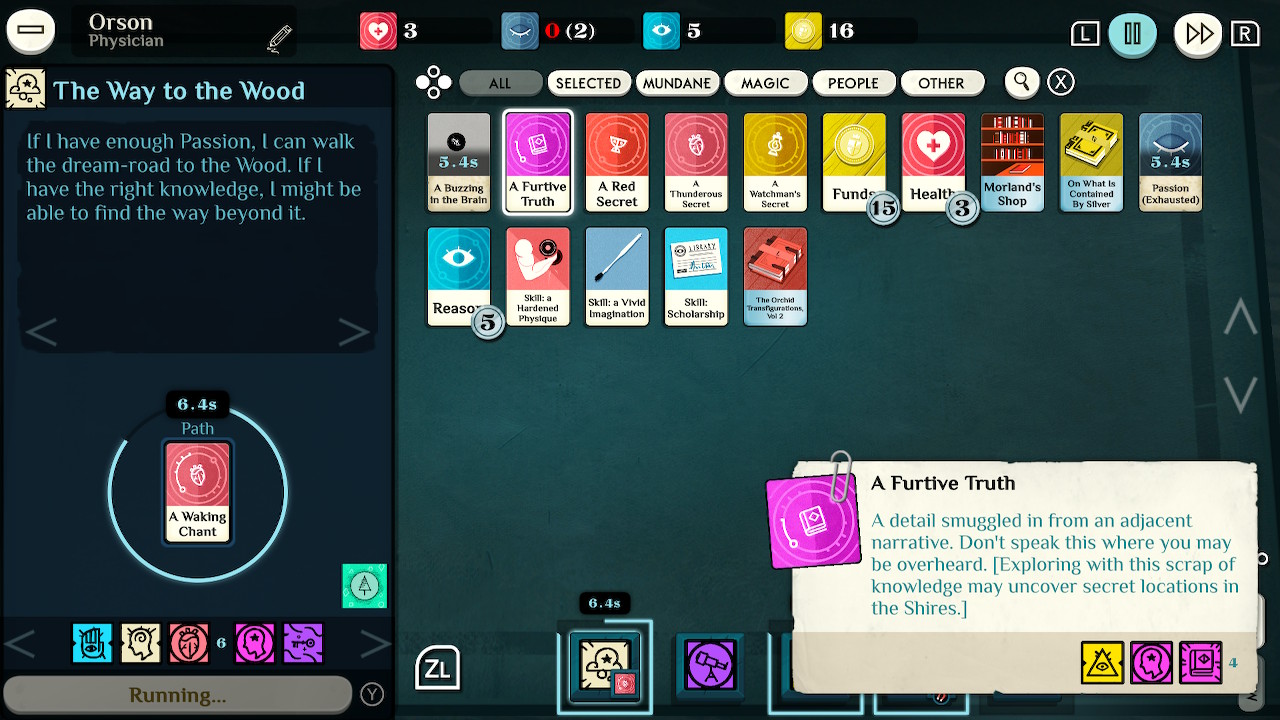 Orson
Physician
3
0 (2)
5
16
L
R
The Way to the Wood
ALL
SELECTED
MUNDANE
MAGIC
PEOPLE
OTHER
X
If I have enough Passion, I can walk
the dream-road to the Wood. If I
have the right knowledge, I might be
able to find the way beyond it.
5.4s
A Buzzing
in the Brain
A Furtive
Truth
A Red
Secret
A
Thunderous
Secret
A
Watchman's
Secret
Funds
15
Health
3
Morland's
Shop
On What Is
Contained
By Silver
5.4s
Passion
(Exhausted)
LIBRARY
Reason
5
Skill: a
Hardened
Physique
Skill: a Vivid
Imagination
Skill:
Scholarship
The Orchid
Transfigurations,
Vol 2
6.4s
Path
A Waking
Chant
6
Running...
Y
ZL
6.4s
A Furtive Truth
A detail smuggled in from an adjacent
narrative. Don't speak this where you may
be overheard. [Exploring with this scrap of
knowledge may uncover secret locations in
the Shires.]
4